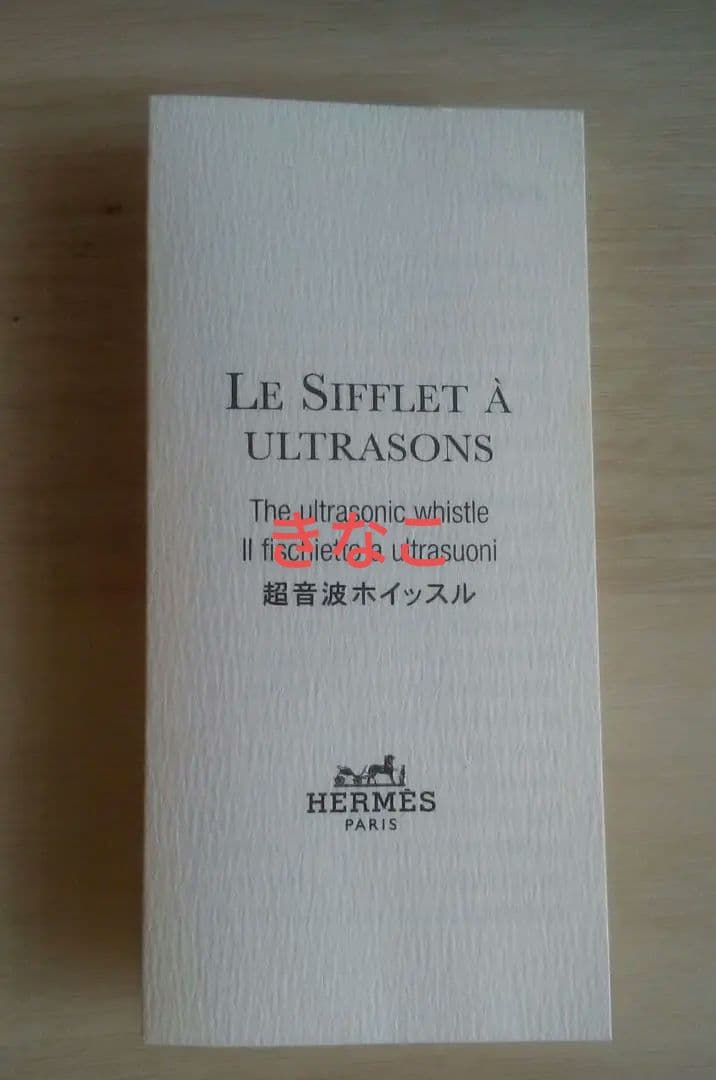 LE SIFFLET À
ULTRASONS
The ultrasonic whistle
きなこ
Il fischietto a ultrasuoni
超音波ホイッスル
HERMÈS
PARIS